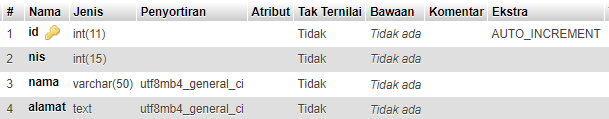 # Nama Jenis Penyortiran Atribut Tak Ternilai Bawaan Komentar Ekstra
1 id int(11) Tidak Tidak ada AUTO_INCREMENT
2 nis int(15) Tidak Tidak ada
3 nama varchar(50) utf8mb4_general_ci Tidak Tidak ada
4 alamat text utf8mb4_general_ci Tidak Tidak ada